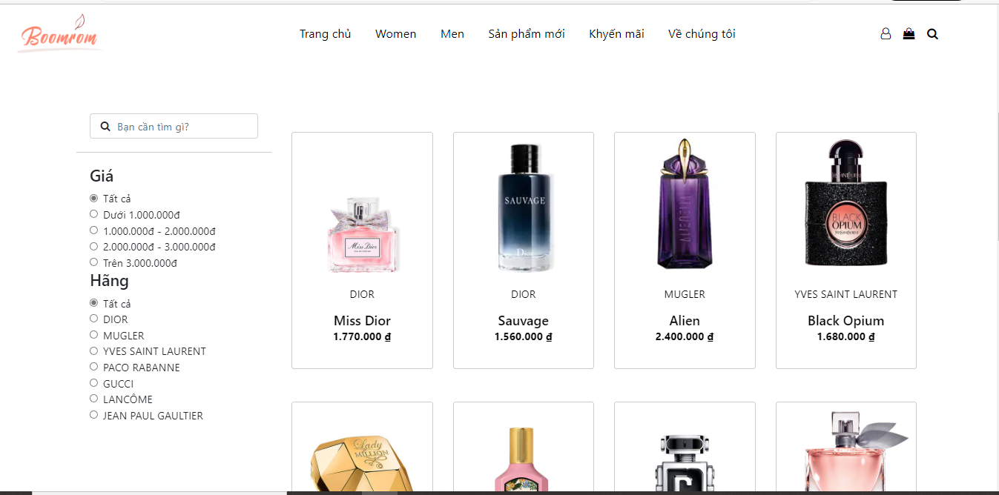 Boomrom
Trang chủ
Women
Men
Sản phẩm mới
Khyến mãi
Về chúng tôi
Bạn cần tìm gì?
Giá
Tất cả
Dưới 1.000.000đ
1.000.000đ - 2.000.000đ
2.000.000đ - 3.000.000đ
Trên 3.000.000đ
Hãng
Tất cả
DIOR
MUGLER
YVES SAINT LAURENT
PACO RABANNE
GUCCI
LANCÔME
JEAN PAUL GAULTIER
Miss Dior
DIOR
Miss Dior
1.770.000 ₫
SAUVAGE
Dior
DIOR
Sauvage
1.560.000 ₫
MUGLER
Alien
2.400.000 ₫
BLACK
OPIUM
YVES SAINT LAURENT
Black Opium
1.680.000 ₫
Lady
MILLION